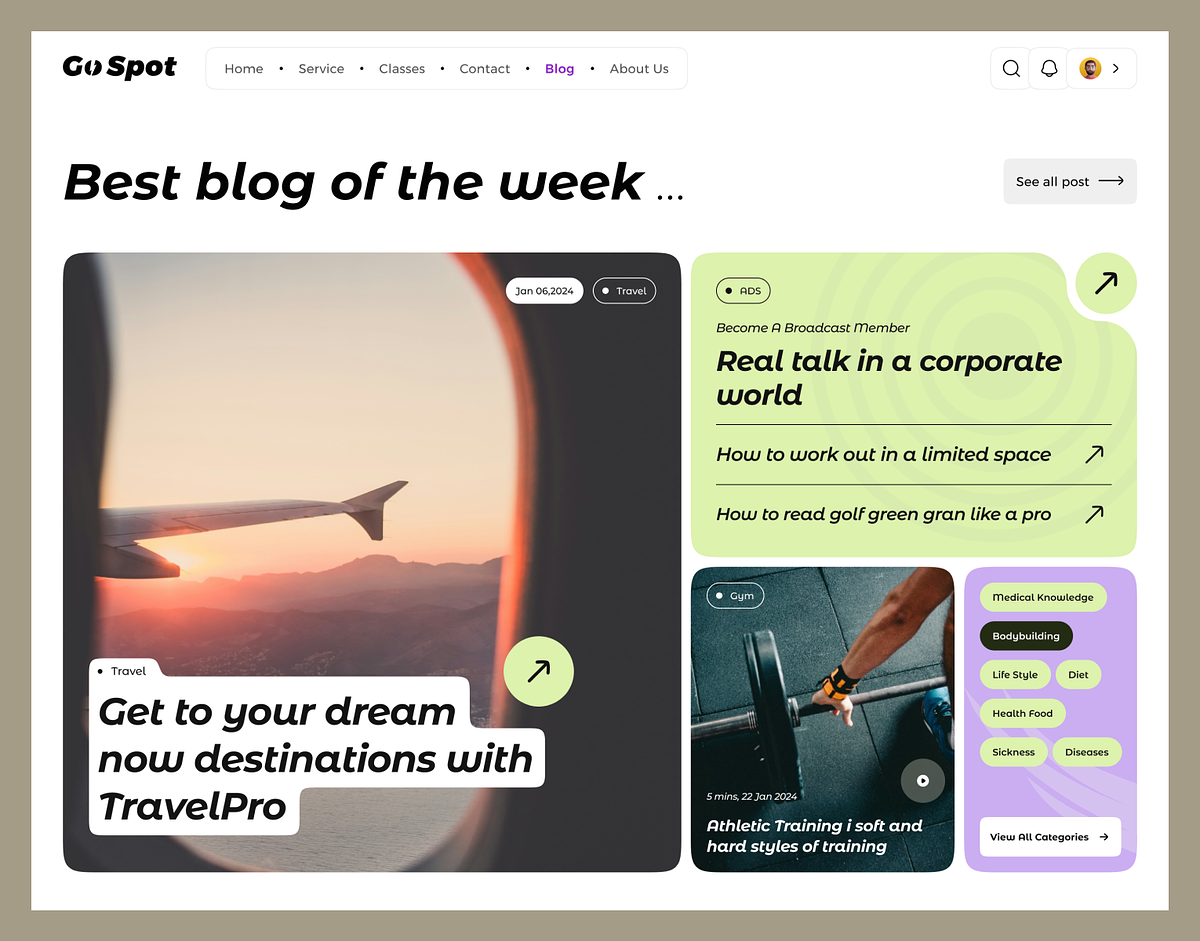 Go Spot
Home • Service • Classes • Contact • Blog • About Us
Best blog of the week ...
See all post
Jan 06,2024
• Travel
• Travel
Get to your dream
now destinations with
TravelPro
• ADS
Become A Broadcast Member
Real talk in a corporate
world
How to work out in a limited space
How to read golf green gran like a pro
• Gym
5 mins, 22 Jan 2024
Athletic Training i soft and
hard styles of training
Medical Knowledge
Bodybuilding
Life Style
Diet
Health Food
Sickness
Diseases
View All Categories